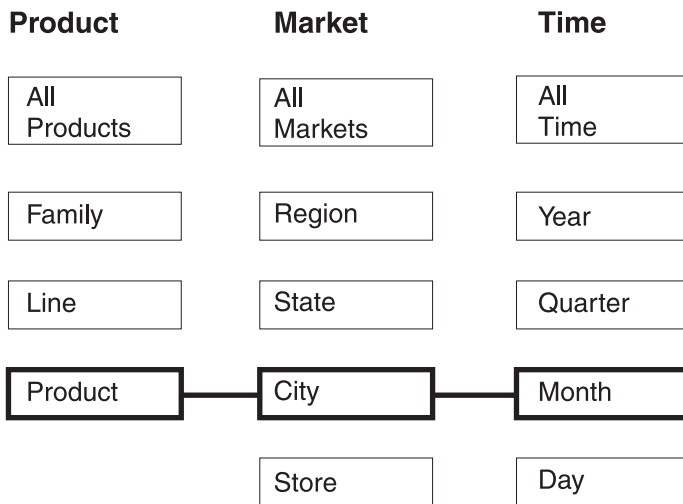 Product Market Time
All Products
All Markets
All Time
Family Region Year
Line State Quarter
Product City Month
Store Day